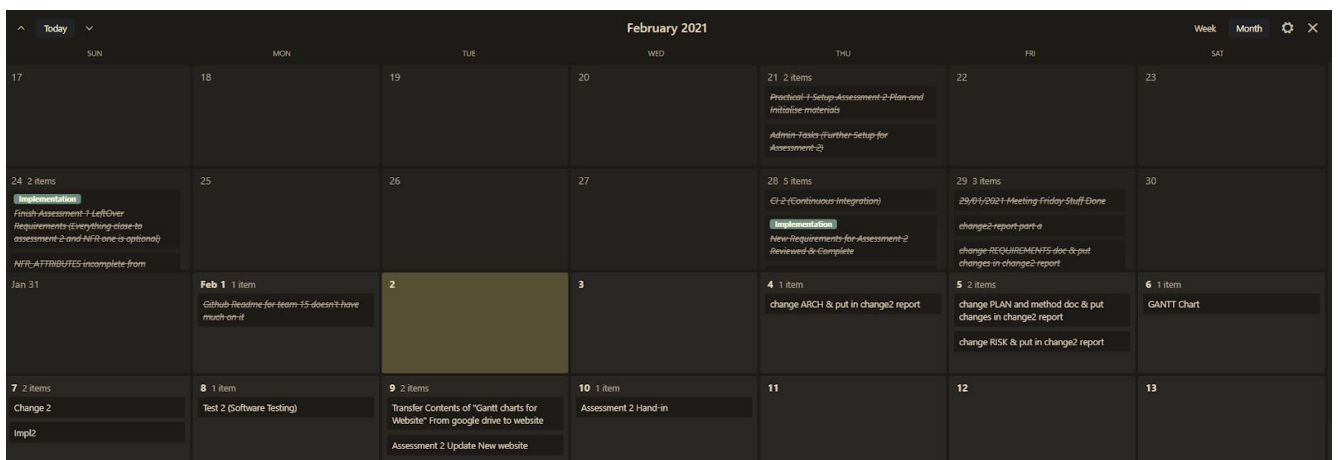 Today
February 2021
Week Month
SUN MON TUE WED THU FRI SAT
17 18 19 20 21 2 items 22 23
Practical 1 Setup Assessment 2 Plan and
Initialise materials
Admin Tasks (Further Setup for
Assessment 2)
24 2 items
Implementation
Finish Assessment 1 LeftOver
Requirements (Everything close to
assessment 2 and NFR one is optional)
NFR_ATTRIBUTES incomplete from
25 26 27
28 5 items
CI 2 (Continuous Integration)
Implementation
New Requirements for Assessment 2
Reviewed & Complete
29 3 items
29/01/2021 Meeting Friday Stuff Done
change2 report part a
change REQUIREMENTS doc & put
changes in change2 report
30
Jan 31
Feb 1 1 item
Github Readme for team 15 doesn't have
much on it
2
3
4 1 item
change ARCH & put in change2 report
5 2 items
change PLAN and method doc & put
changes in change2 report
change RISK & put in change2 report
6 1 item
GANTT Chart
7 2 items
Change 2
Impl2
8 1 item
Test 2 (Software Testing)
9 2 items
Transfer Contents of "Gantt charts for
Website" From google drive to website
Assessment 2 Update New website
10 1 item
Assessment 2 Hand-in
11
12
13